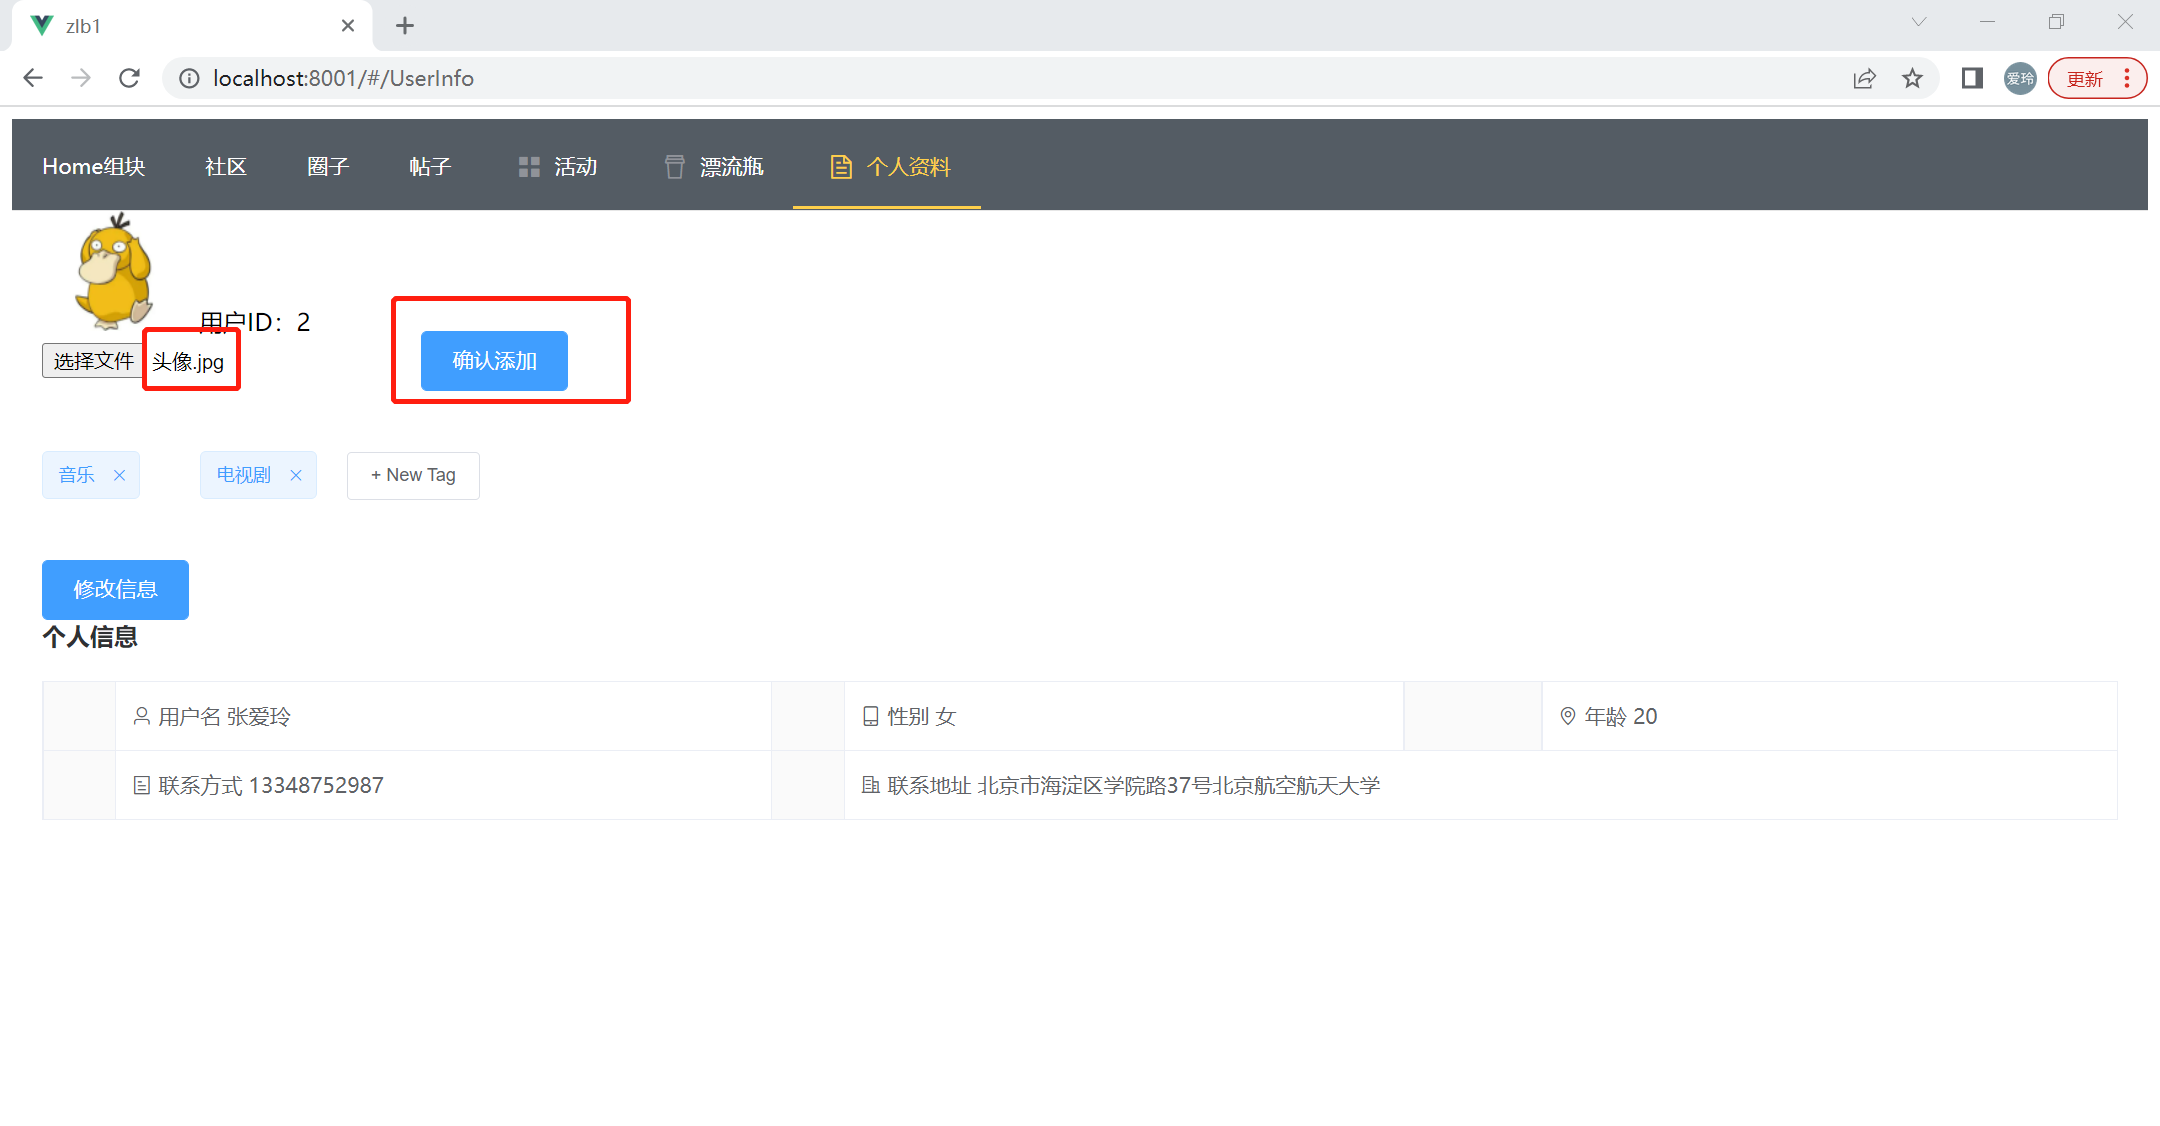 zlb1
localhost:8001/#/UserInfo
爱玲
更新
Home组块 社区 圈子 帖子 活动 漂流瓶 个人资料
用户ID：2
选择文件 头像.jpg
确认添加
音乐 电视剧 + New Tag
修改信息
个人信息
用户名 张爱玲 性别 女 年龄 20
联系方式 13348752987 联系地址 北京市海淀区学院路37号北京航空航天大学